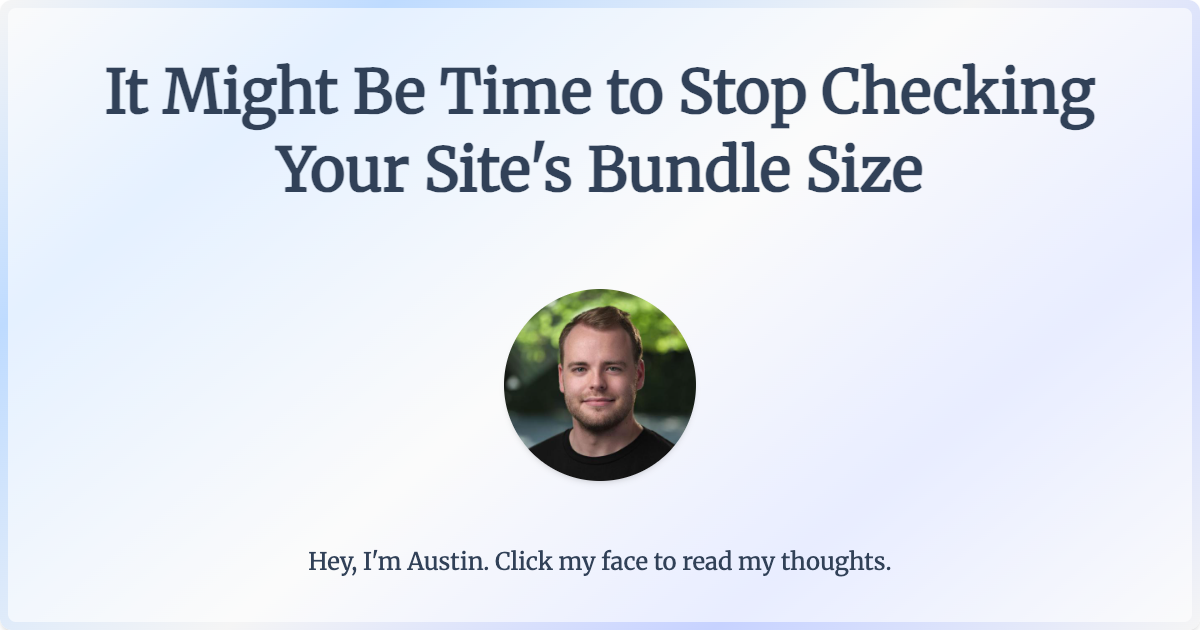 It Might Be Time to Stop Checking
Your Site's Bundle Size
Hey, I'm Austin. Click my face to read my thoughts.